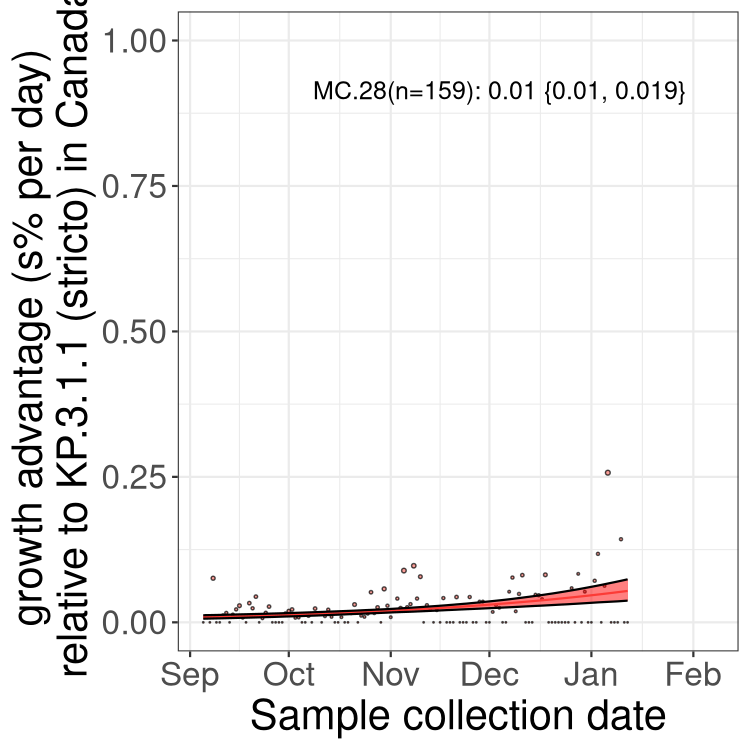 growth advantage (s% per day)
relative to KP.3.1.1 (stricto) in Canada
1.00
0.75
0.50
0.25
0.00
MC.28(n=159): 0.01 {0.01, 0.019}
Sep Oct Nov Dec Jan Feb
Sample collection date